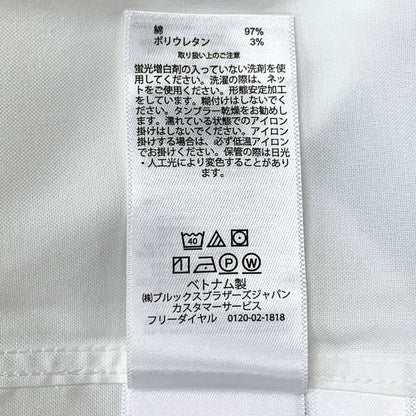 綿 97%
ポリウレタン 3%
取り扱い上のご注意
蛍光増白剤の入っていない洗剤を使
用してください。洗濯の際は、ネッ
トをご使用ください。形態安定加工
をしています。糊付けはしないでく
ださい。タンブラー乾燥をお勧めし
ます。濡れている状態でのアイロン
掛けはしないでください。アイロン
掛けする場合は、必ず低温アイロン
でお掛けください。保管の際は日光
・人工光により変色することがあり
ます。
40
ベトナム製
㈱ブルックスブラザーズジャパン
カスタマーサービス
フリーダイヤル 0120-02-1818